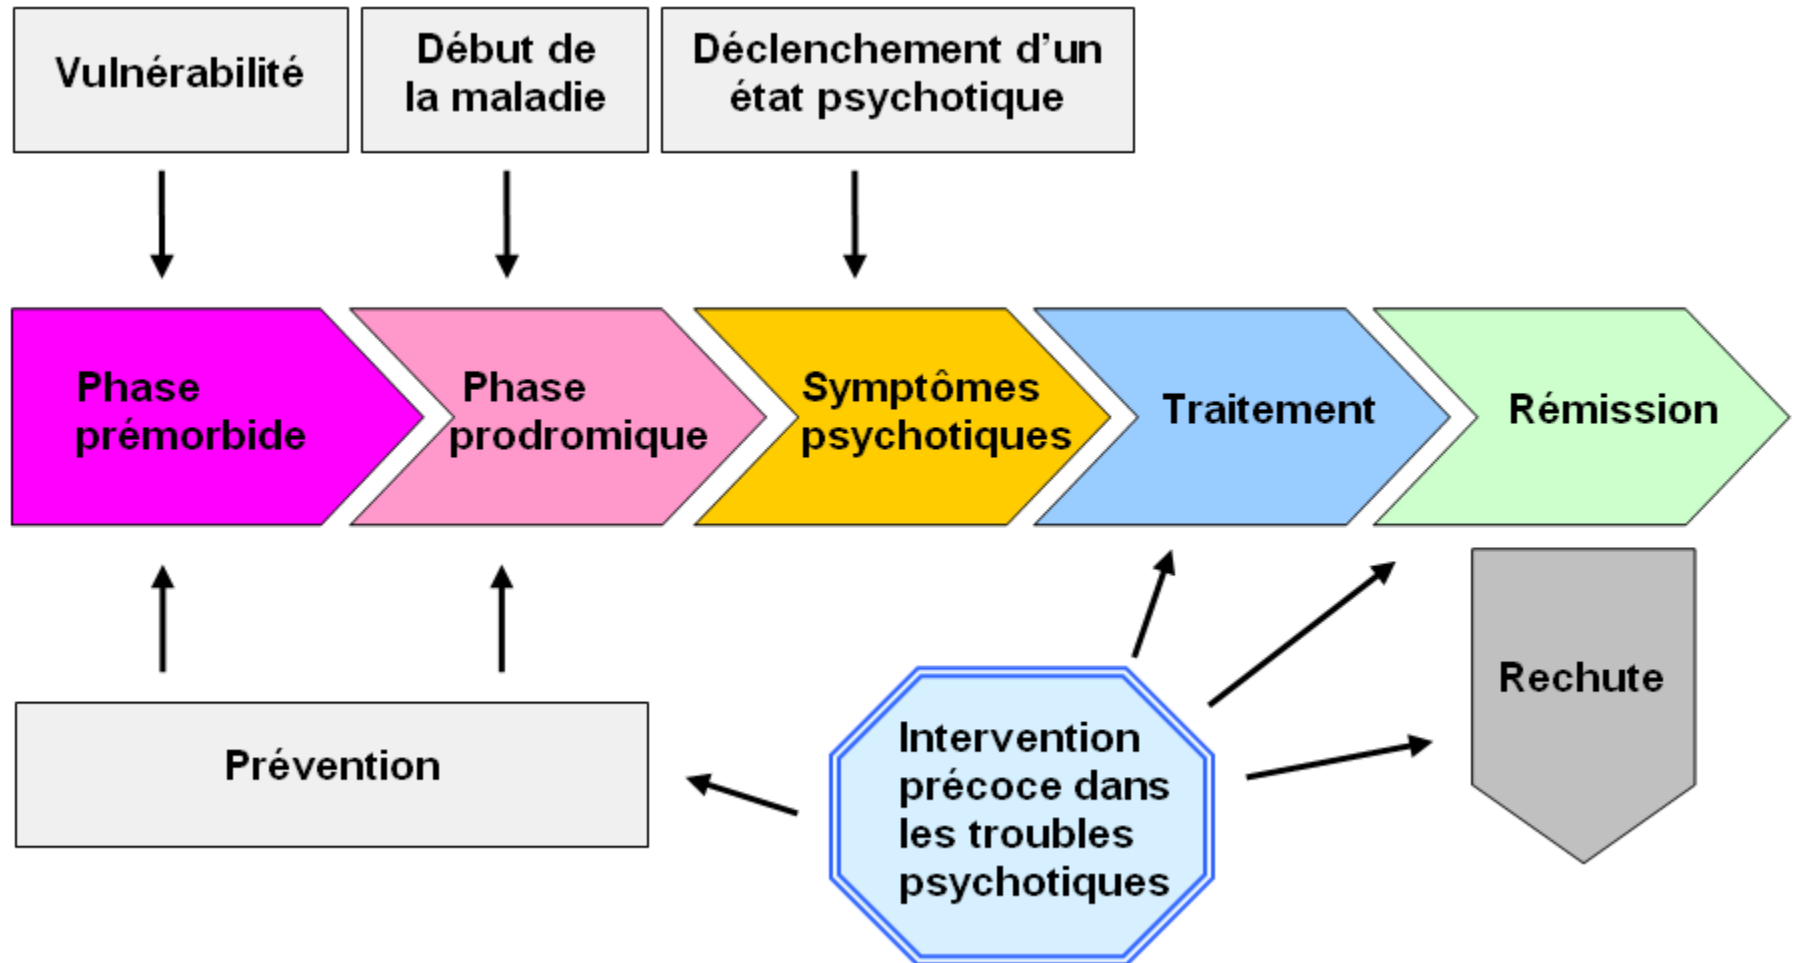 Vulnérabilité
Début de
la maladie
Déclenchement d'un
état psychotique
Phase
prémorbide
Phase
prodromique
Symptômes
psychotiques
Traitement
Rémission
Prévention
Intervention
précoce dans
les troubles
psychotiques
Rechute